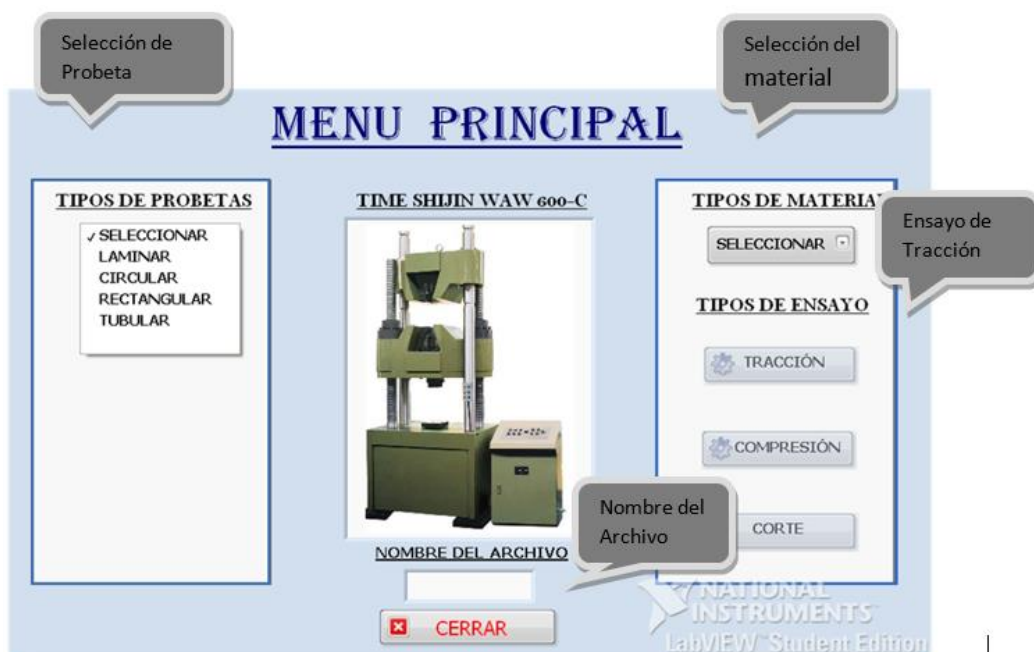 Selección de
Probeta
Selección del
material
MENU PRINCIPAL
TIPOS DE PROBETAS
✓ SELECCIONAR
LAMINAR
CIRCULAR
RECTANGULAR
TUBULAR
TIME SHIJIN WAW 600-C
NOMBRE DEL ARCHIVO
CERRAR
TIPOS DE MATERIA
SELECCIONAR
Ensayo de
Tracción
TIPOS DE ENSAYO
TRACCIÓN
COMPRESIÓN
CORTE
Nombre del
Archivo
NATIONAL
INSTRUMENTS
LabVIEW™ Student Edition